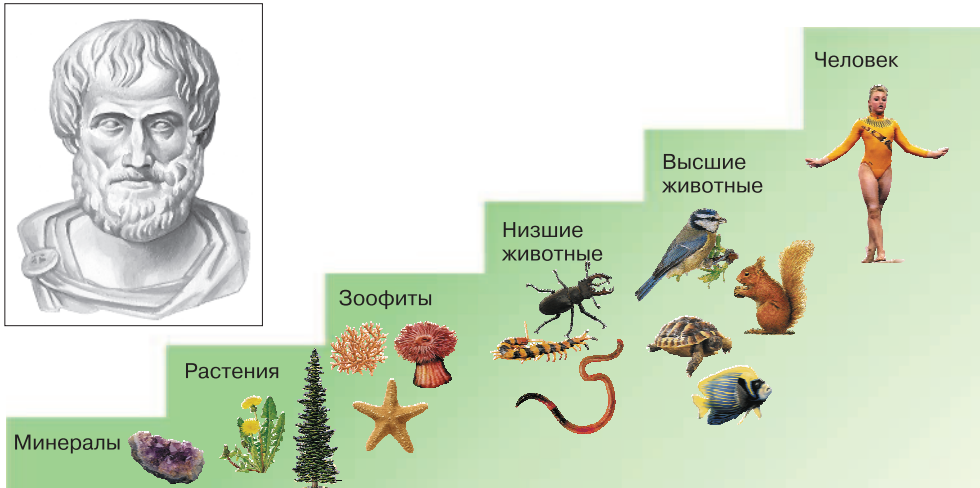 Человек
Высшие
животные
Низшие
животные
Зоофиты
Растения
Минералы